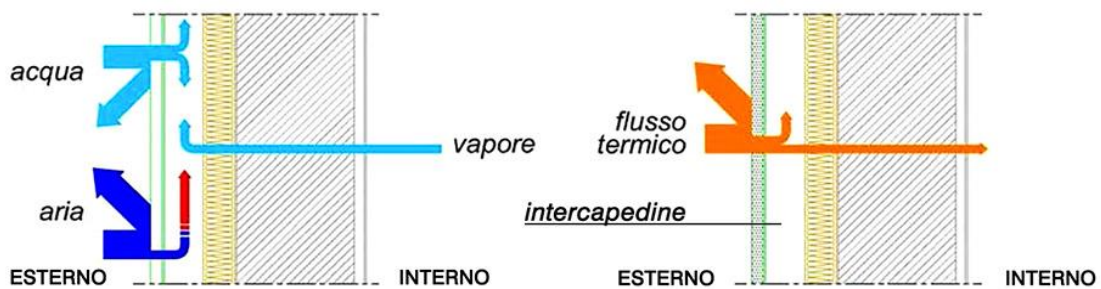 acqua
vapore
aria
ESTERNO
INTERNO
flusso
termico
intercapedine
ESTERNO
INTERNO